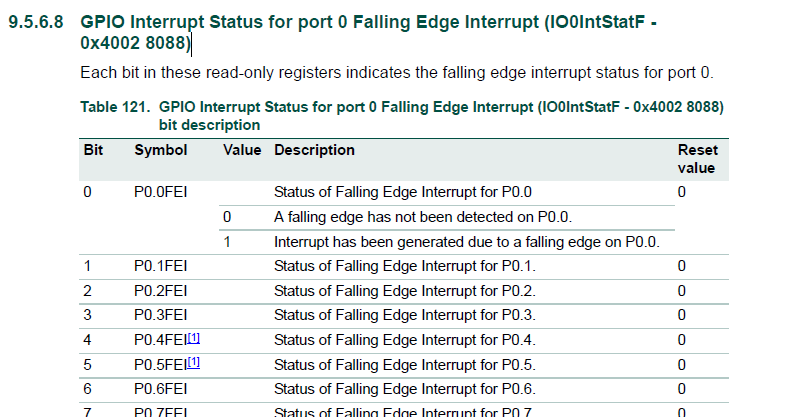 9.5.6.8 GPIO Interrupt Status for port 0 Falling Edge Interrupt (IO0IntStatF -
0x4002 8088)
Each bit in these read-only registers indicates the falling edge interrupt status for port 0.
Table 121. GPIO Interrupt Status for port 0 Falling Edge Interrupt (IO0IntStatF - 0x4002 8088)
bit description
Bit Symbol Value Description Reset
value
0 P0.0FEI Status of Falling Edge Interrupt for P0.0 0
0 A falling edge has not been detected on P0.0.
1 Interrupt has been generated due to a falling edge on P0.0.
1 P0.1FEI Status of Falling Edge Interrupt for P0.1. 0
2 P0.2FEI Status of Falling Edge Interrupt for P0.2. 0
3 P0.3FEI Status of Falling Edge Interrupt for P0.3. 0
4 P0.4FEI[1] Status of Falling Edge Interrupt for P0.4. 0
5 P0.5FEI[1] Status of Falling Edge Interrupt for P0.5. 0
6 P0.6FEI Status of Falling Edge Interrupt for P0.6. 0
7 P0.7FEI Status of Falling Edge Interrupt for P0.7. 0